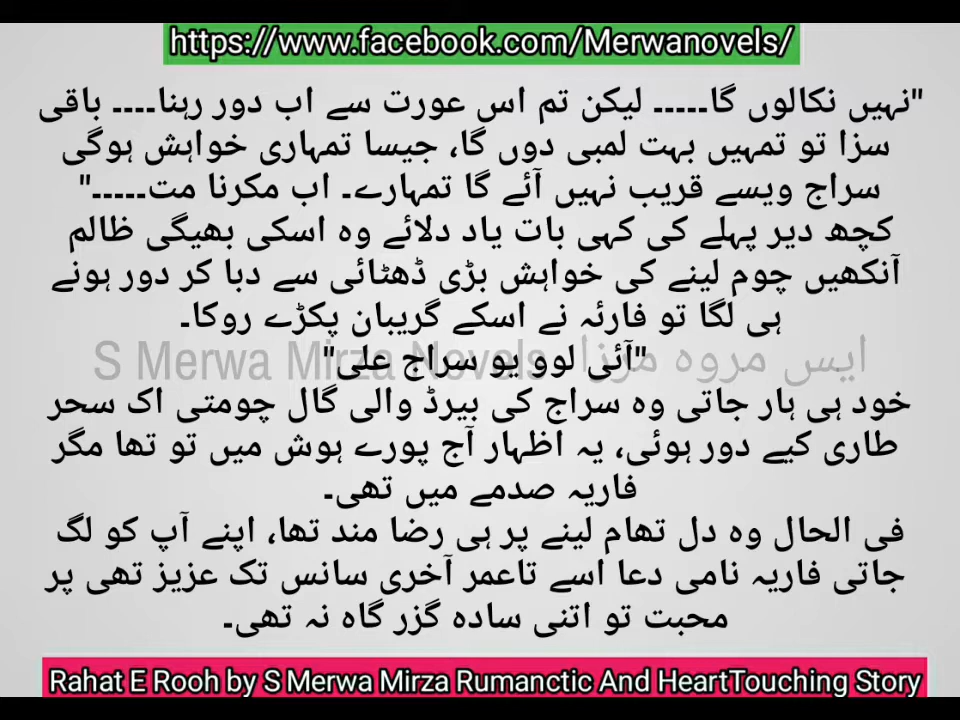 https://www.facebook.com/Merwanovels/
"نہیں نکالوں گا۔۔۔۔۔ لیکن تم اس عورت سے اب دور رہنا۔۔۔۔ باقی
سزا تو تمہیں بہت لمبی دوں گا، جیسا تمہاری خواہش ہوگی
سراج ویسے قریب نہیں آئے گا تمہارے۔ اب مکرنا مت۔۔۔۔۔"
کچھ دیر پہلے کی کہی بات یاد دلائے وہ اسکی بھیگی ظالم
آنکھیں چوم لینے کی خواہش بڑی ڈھٹائی سے دبا کر دور ہونے
ہی لگا تو فارئہ نے اسکے گریبان پکڑے روکا۔
S Merwa Mirza Novels ایس مروہ مرزا
"آئی لوو یو سراج علی"
خود ہی ہار جاتی وہ سراج کی بیرڈ والی گال چومتی اک سحر
طاری کیے دور ہوئی، یہ اظہار آج پورے ہوش میں تو تھا مگر
فاریہ صدمے میں تھی۔
فی الحال وہ دل تھام لینے پر ہی رضا مند تھا، اپنے آپ کو لگ
جاتی فاریہ نامی دعا اسے تاعمر آخری سانس تک عزیز تھی پر
محبت تو اتنی سادہ گزر گاہ نہ تھی۔
Rahat E Rooh by S Merwa Mirza Rumanctic And HeartTouching Story